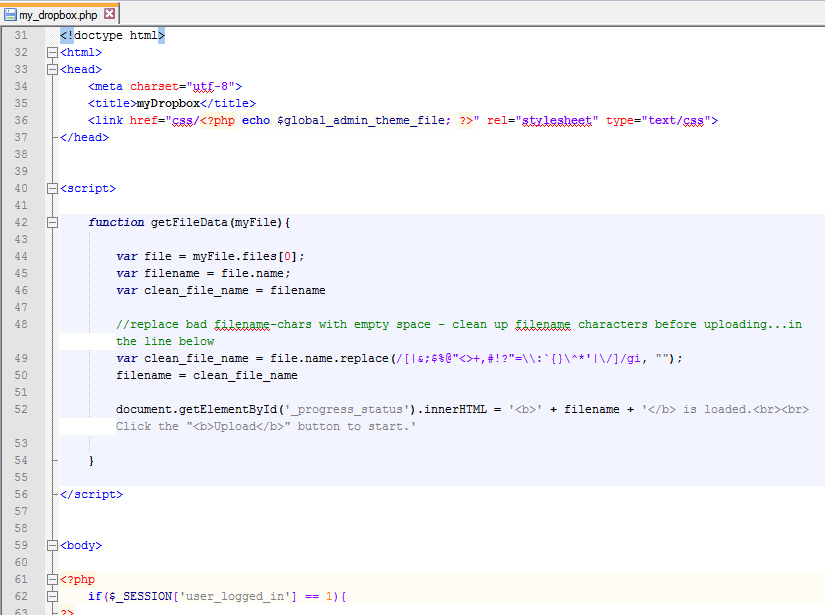 my_dropbox.php
31 <!doctype html>
32 <html>
33 <head>
34 <meta charset="utf-8">
35 <title>myDropbox</title>
36 <link href="css/<?php echo $global_admin_theme_file; ?>" rel="stylesheet" type="text/css">
37 </head>
38
39
40 <script>
41
42 function getFileData(myFile){
43
44 var file = myFile.files[0];
45 var filename = file.name;
46 var clean_file_name = filename
47
48 //replace bad filename-chars with empty space - clean up filename characters before uploading...in
the line below
49 var clean_file_name = file.name.replace(/[|&;$%@"<>+,#!?"=\\:`{}\^*'|\/]/gi, "");
50 filename = clean_file_name
51
52 document.getElementById('_progress_status').innerHTML = '<b>' + filename + '</b> is loaded.<br><br>
Click the "<b>Upload</b>" button to start.'
53
54 }
55
56 </script>
57
58
59 <body>
60
61 <?php
62 if($_SESSION['user_logged_in'] == 1){
63 ?>